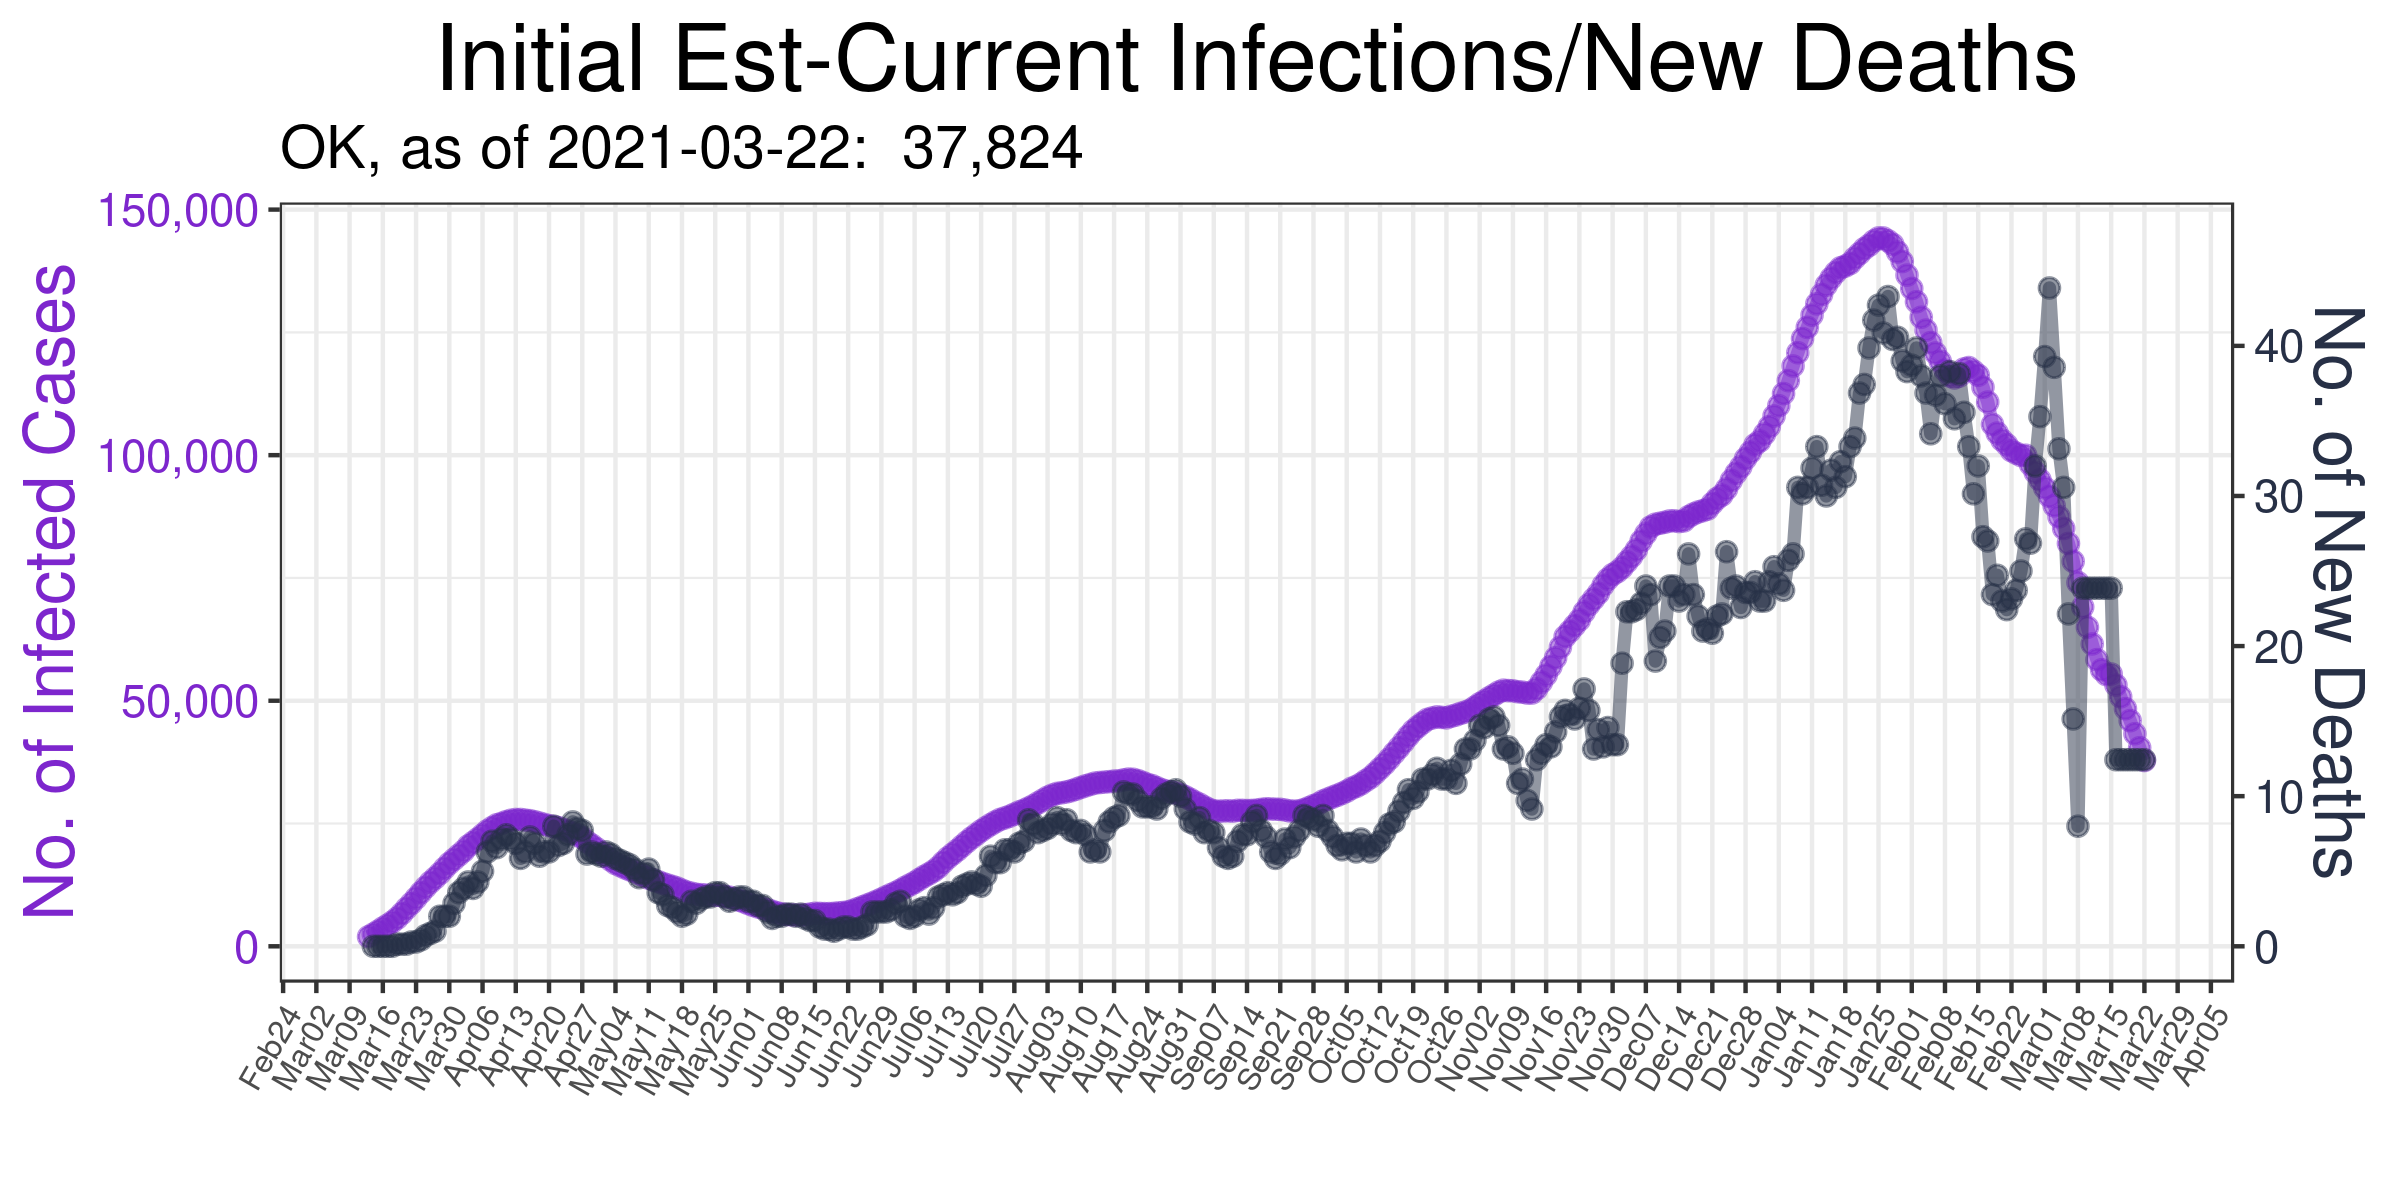 Initial Est-Current Infections/New Deaths
OK, as of 2021-03-22:  37,824
No. of Infected Cases
150,000
100,000
50,000
0
No. of New Deaths
40
30
20
10
0
Feb24
Mar02
Mar09
Mar16
Mar23
Mar30
Apr06
Apr13
Apr20
Apr27
May04
May11
May18
May25
Jun01
Jun08
Jun15
Jun22
Jun29
Jul06
Jul13
Jul20
Jul27
Aug03
Aug10
Aug17
Aug24
Aug31
Sep07
Sep14
Sep21
Sep28
Oct05
Oct12
Oct19
Oct26
Nov02
Nov09
Nov16
Nov23
Nov30
Dec07
Dec14
Dec21
Dec28
Jan04
Jan11
Jan18
Jan25
Feb01
Feb08
Feb15
Feb22
Mar01
Mar08
Mar15
Mar22
Mar29
Apr05